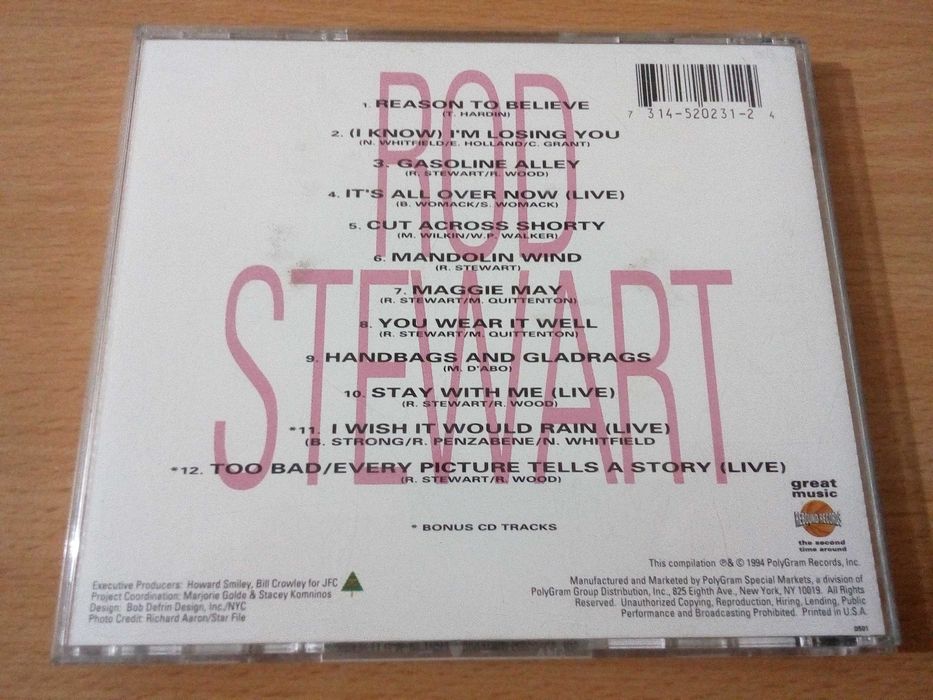 ROD
STEWART
1. REASON TO BELIEVE
(T. HARDIN)
2. (I KNOW) I'M LOSING YOU
(N. WHITFIELD/E. HOLLAND/C. GRANT)
3. GASOLINE ALLEY
(R. STEWART/R. WOOD)
4. IT'S ALL OVER NOW (LIVE)
(B. WOMACK/S. WOMACK)
5. CUT ACROSS SHORTY
(M. WILKIN/W.P. WALKER)
6. MANDOLIN WIND
(R. STEWART)
7. MAGGIE MAY
(R. STEWART/M. QUITTENTON)
8. YOU WEAR IT WELL
(R. STEWART/M. QUITTENTON)
9. HANDBAGS AND GLADRAGS
(M. D'ABO)
10. STAY WITH ME (LIVE)
(R. STEWART/R. WOOD)
*11. I WISH IT WOULD RAIN (LIVE)
(B. STRONG/R. PENZABENE/N. WHITFIELD
*12. TOO BAD/EVERY PICTURE TELLS A STORY (LIVE)
(R. STEWART/R. WOOD)
* BONUS CD TRACKS
7 314-520231-2 4
great
music
REBOUND RECORDS
the second
time around
This compilation ℗& © 1994 PolyGram Records, Inc.
Executive Producers: Howard Smiley, Bill Crowley for JFC
Project Coordination: Marjorie Golde & Stacey Komninos
Design: Bob Defrin Design, Inc./NYC
Photo Credit: Richard Aaron/Star File
Manufactured and Marketed by PolyGram Special Markets, a division of
PolyGram Group Distribution, Inc., 825 Eighth Ave., New York, NY 10019. All Rights
Reserved. Unauthorized Copying, Reproduction, Hiring, Lending, Public
Performance and Broadcasting Prohibited. Printed in U.S.A.